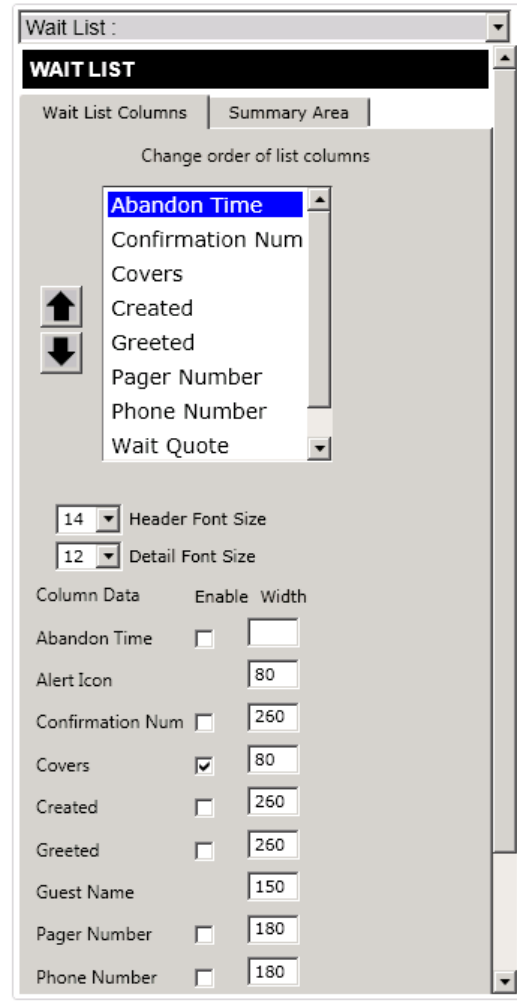 Wait List :
WAIT LIST
Wait List Columns Summary Area
Change order of list columns
Abandon Time
Confirmation Num
Covers
Created
Greeted
Pager Number
Phone Number
Wait Quote
14 Header Font Size
12 Detail Font Size
Column Data Enable Width
Abandon Time
Alert Icon 80
Confirmation Num 260
Covers 80
Created 260
Greeted 260
Guest Name 150
Pager Number 180
Phone Number 180